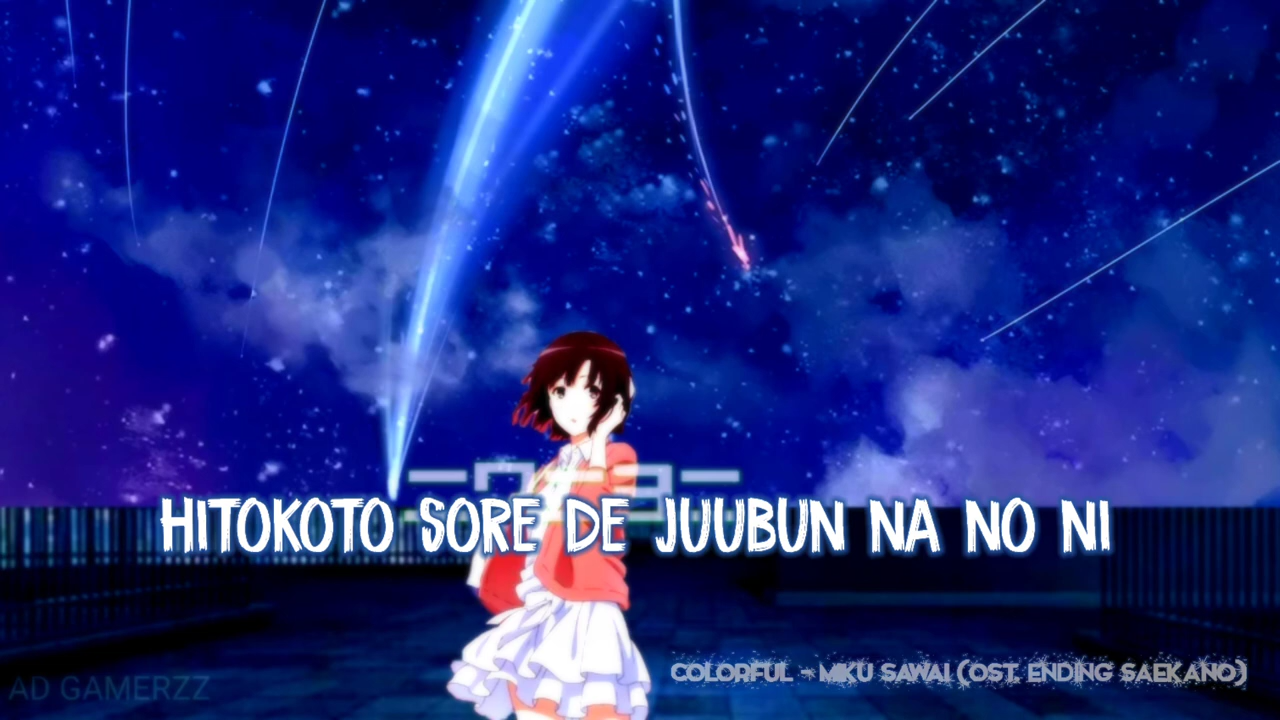 HITOKOTO SORE DE JUUBUN NA NO NI
COLORFUL - MIKU SAWAI (OST. ENDING SAEKANO)
AD GAMERZZ